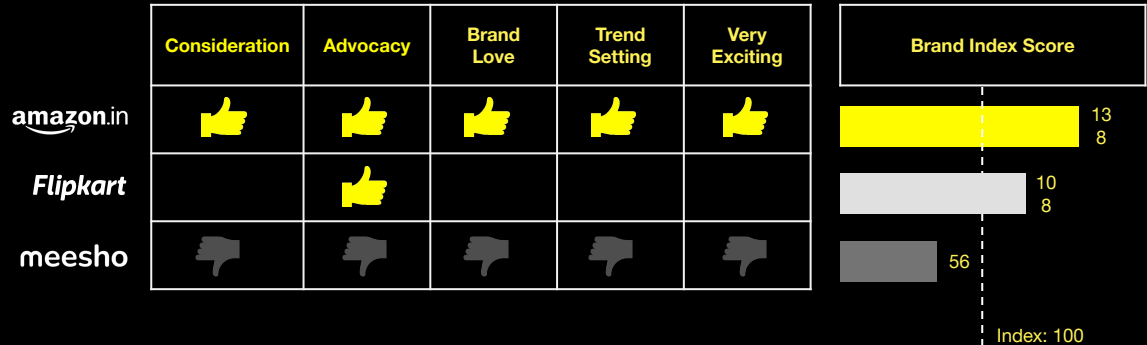 Consideration
Advocacy
Brand
Love
Trend
Setting
Very
Exciting
Brand Index Score
amazon.in
13
8
Flipkart
10
8
meesho
56
Index: 100